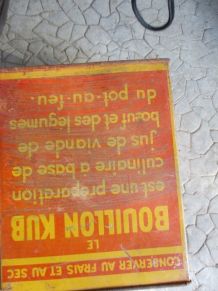 CONSERVER AU FRAIS ET AU SEC
LE
BOUILLON KUB
est une préparation
culinaire à base de
jus de viande de
bœuf et des légumes
du pot-au-feu.